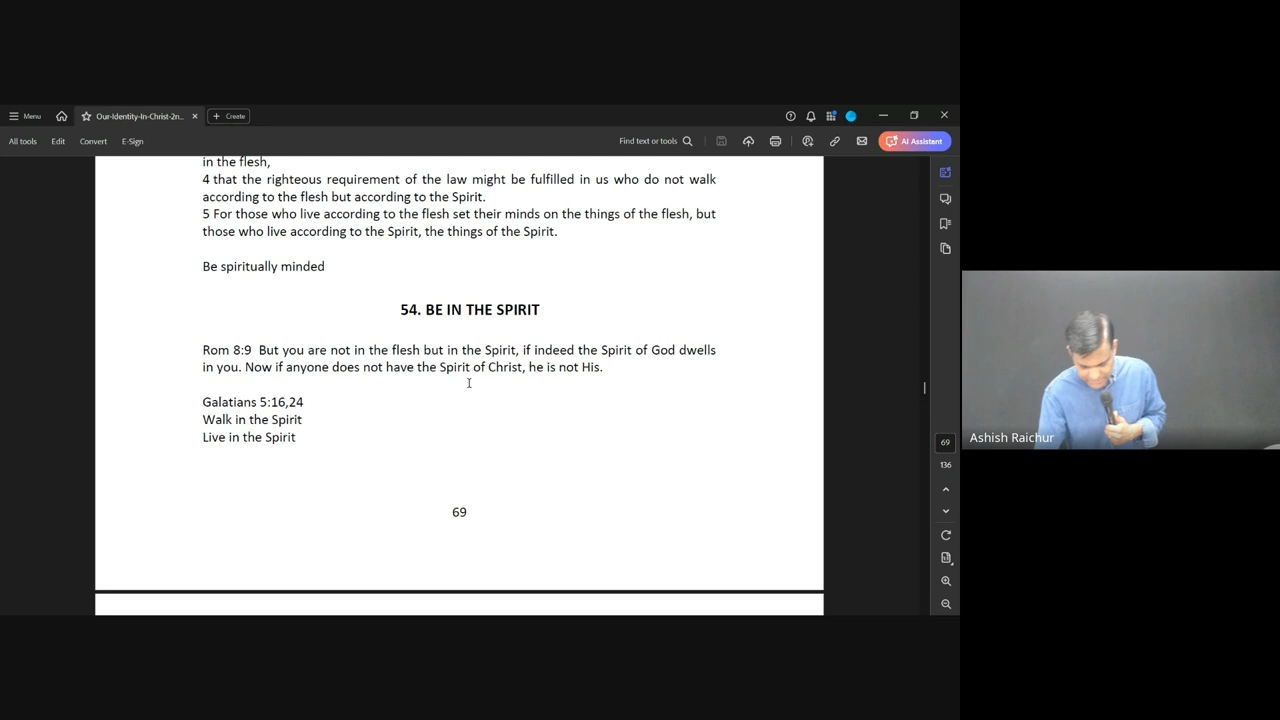 Menu
Our-Identity-In-Christ-2n...
Create
All tools
Edit
Convert
E-Sign
Find text or tools
AI Assistant
in the flesh,
4 that the righteous requirement of the law might be fulfilled in us who do not walk
according to the flesh but according to the Spirit.
5 For those who live according to the flesh set their minds on the things of the flesh, but
those who live according to the Spirit, the things of the Spirit.
Be spiritually minded
54. BE IN THE SPIRIT
Rom 8:9 But you are not in the flesh but in the Spirit, if indeed the Spirit of God dwells
in you. Now if anyone does not have the Spirit of Christ, he is not His.
Galatians 5:16,24
Walk in the Spirit
Live in the Spirit
69
69
136
Ashish Raichur